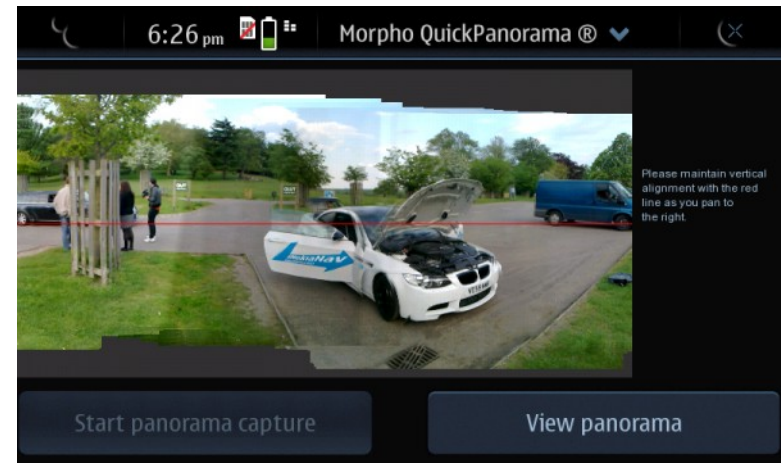 6:26 pm
Morpho QuickPanorama ®
Please maintain vertical
alignment with the red
line as you pan to
the right.
Start panorama capture
View panorama